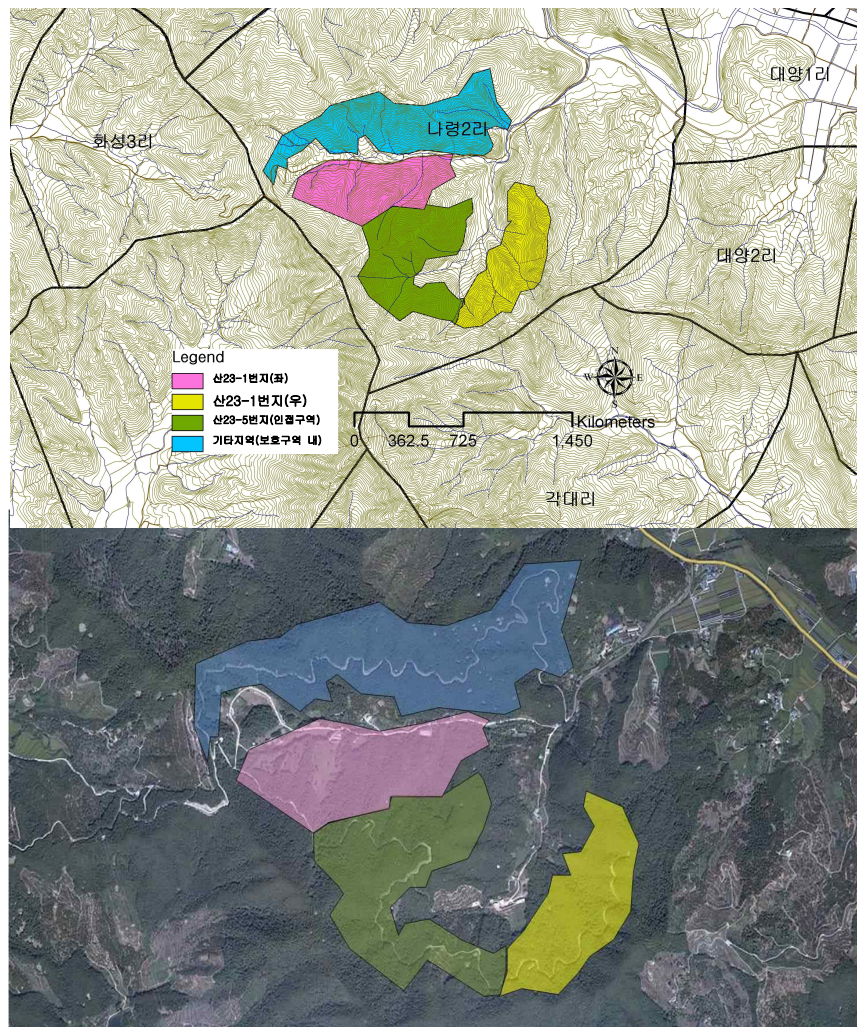 대양1리
나령2리
화성3리
대양2리
Legend
산23-1번지(좌)
산23-1번지(우)
산23-5번지(인접구역)
기타지역(보호구역 내)
N
W
E
S
Kilometers
0 362.5 725 1,450
각대리